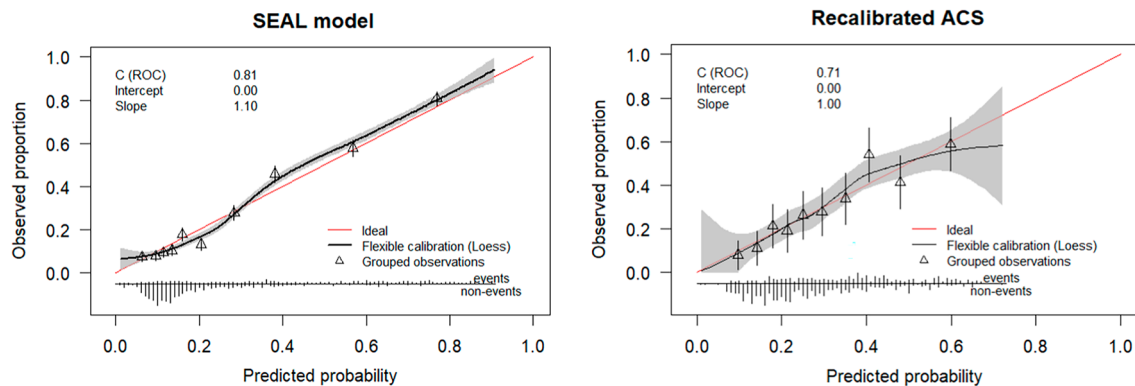 SEAL model
C (ROC) 0.81
Intercept 0.00
Slope 1.10
Observed proportion
1.0
0.8
0.6
0.4
0.2
0.0
Ideal
Flexible calibration (Loess)
Grouped observations
events
non-events
0.0 0.2 0.4 0.6 0.8 1.0
Predicted probability
Recalibrated ACS
C (ROC) 0.71
Intercept 0.00
Slope 1.00
Observed proportion
1.0
0.8
0.6
0.4
0.2
0.0
Ideal
Flexible calibration (Loess)
Grouped observations
events
non-events
0.0 0.2 0.4 0.6 0.8 1.0
Predicted probability